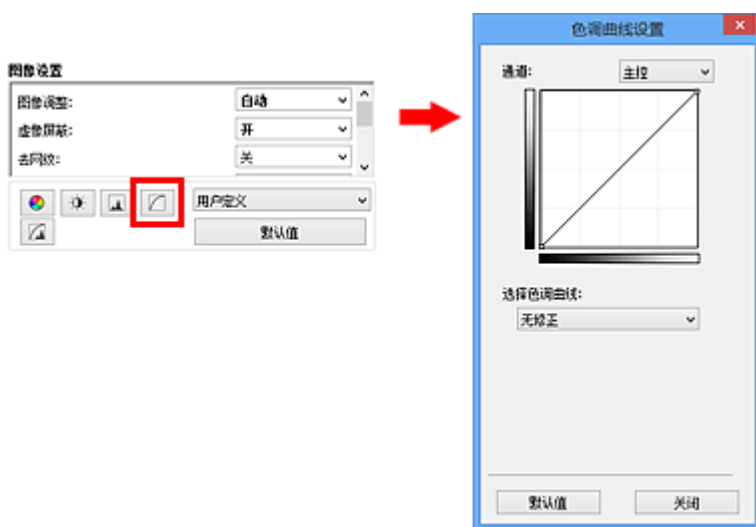 图像设置
图像调整:
自动
虚像屏蔽:
开
去网纹:
关
用户定义
默认值
色调曲线设置
通道:
主控
选择色调曲线:
无修正
默认值
关闭